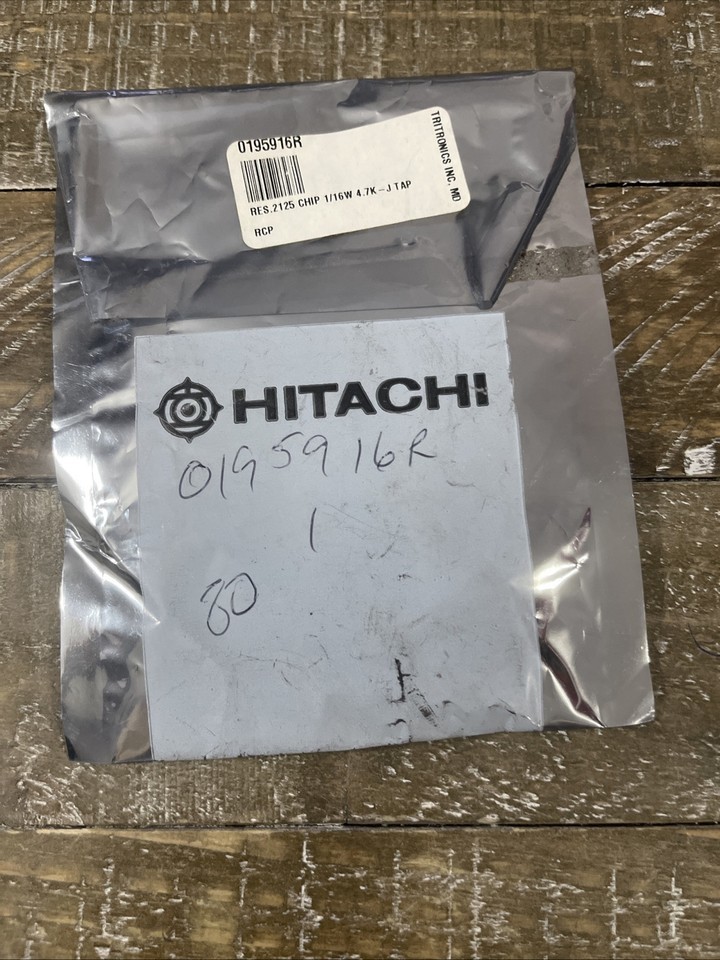 0195916R
RES.2125 CHIP 1/16W 4.7K-J TAP
RCP
TRITRONICS INC. MD
HITACHI
0195916R
1
80